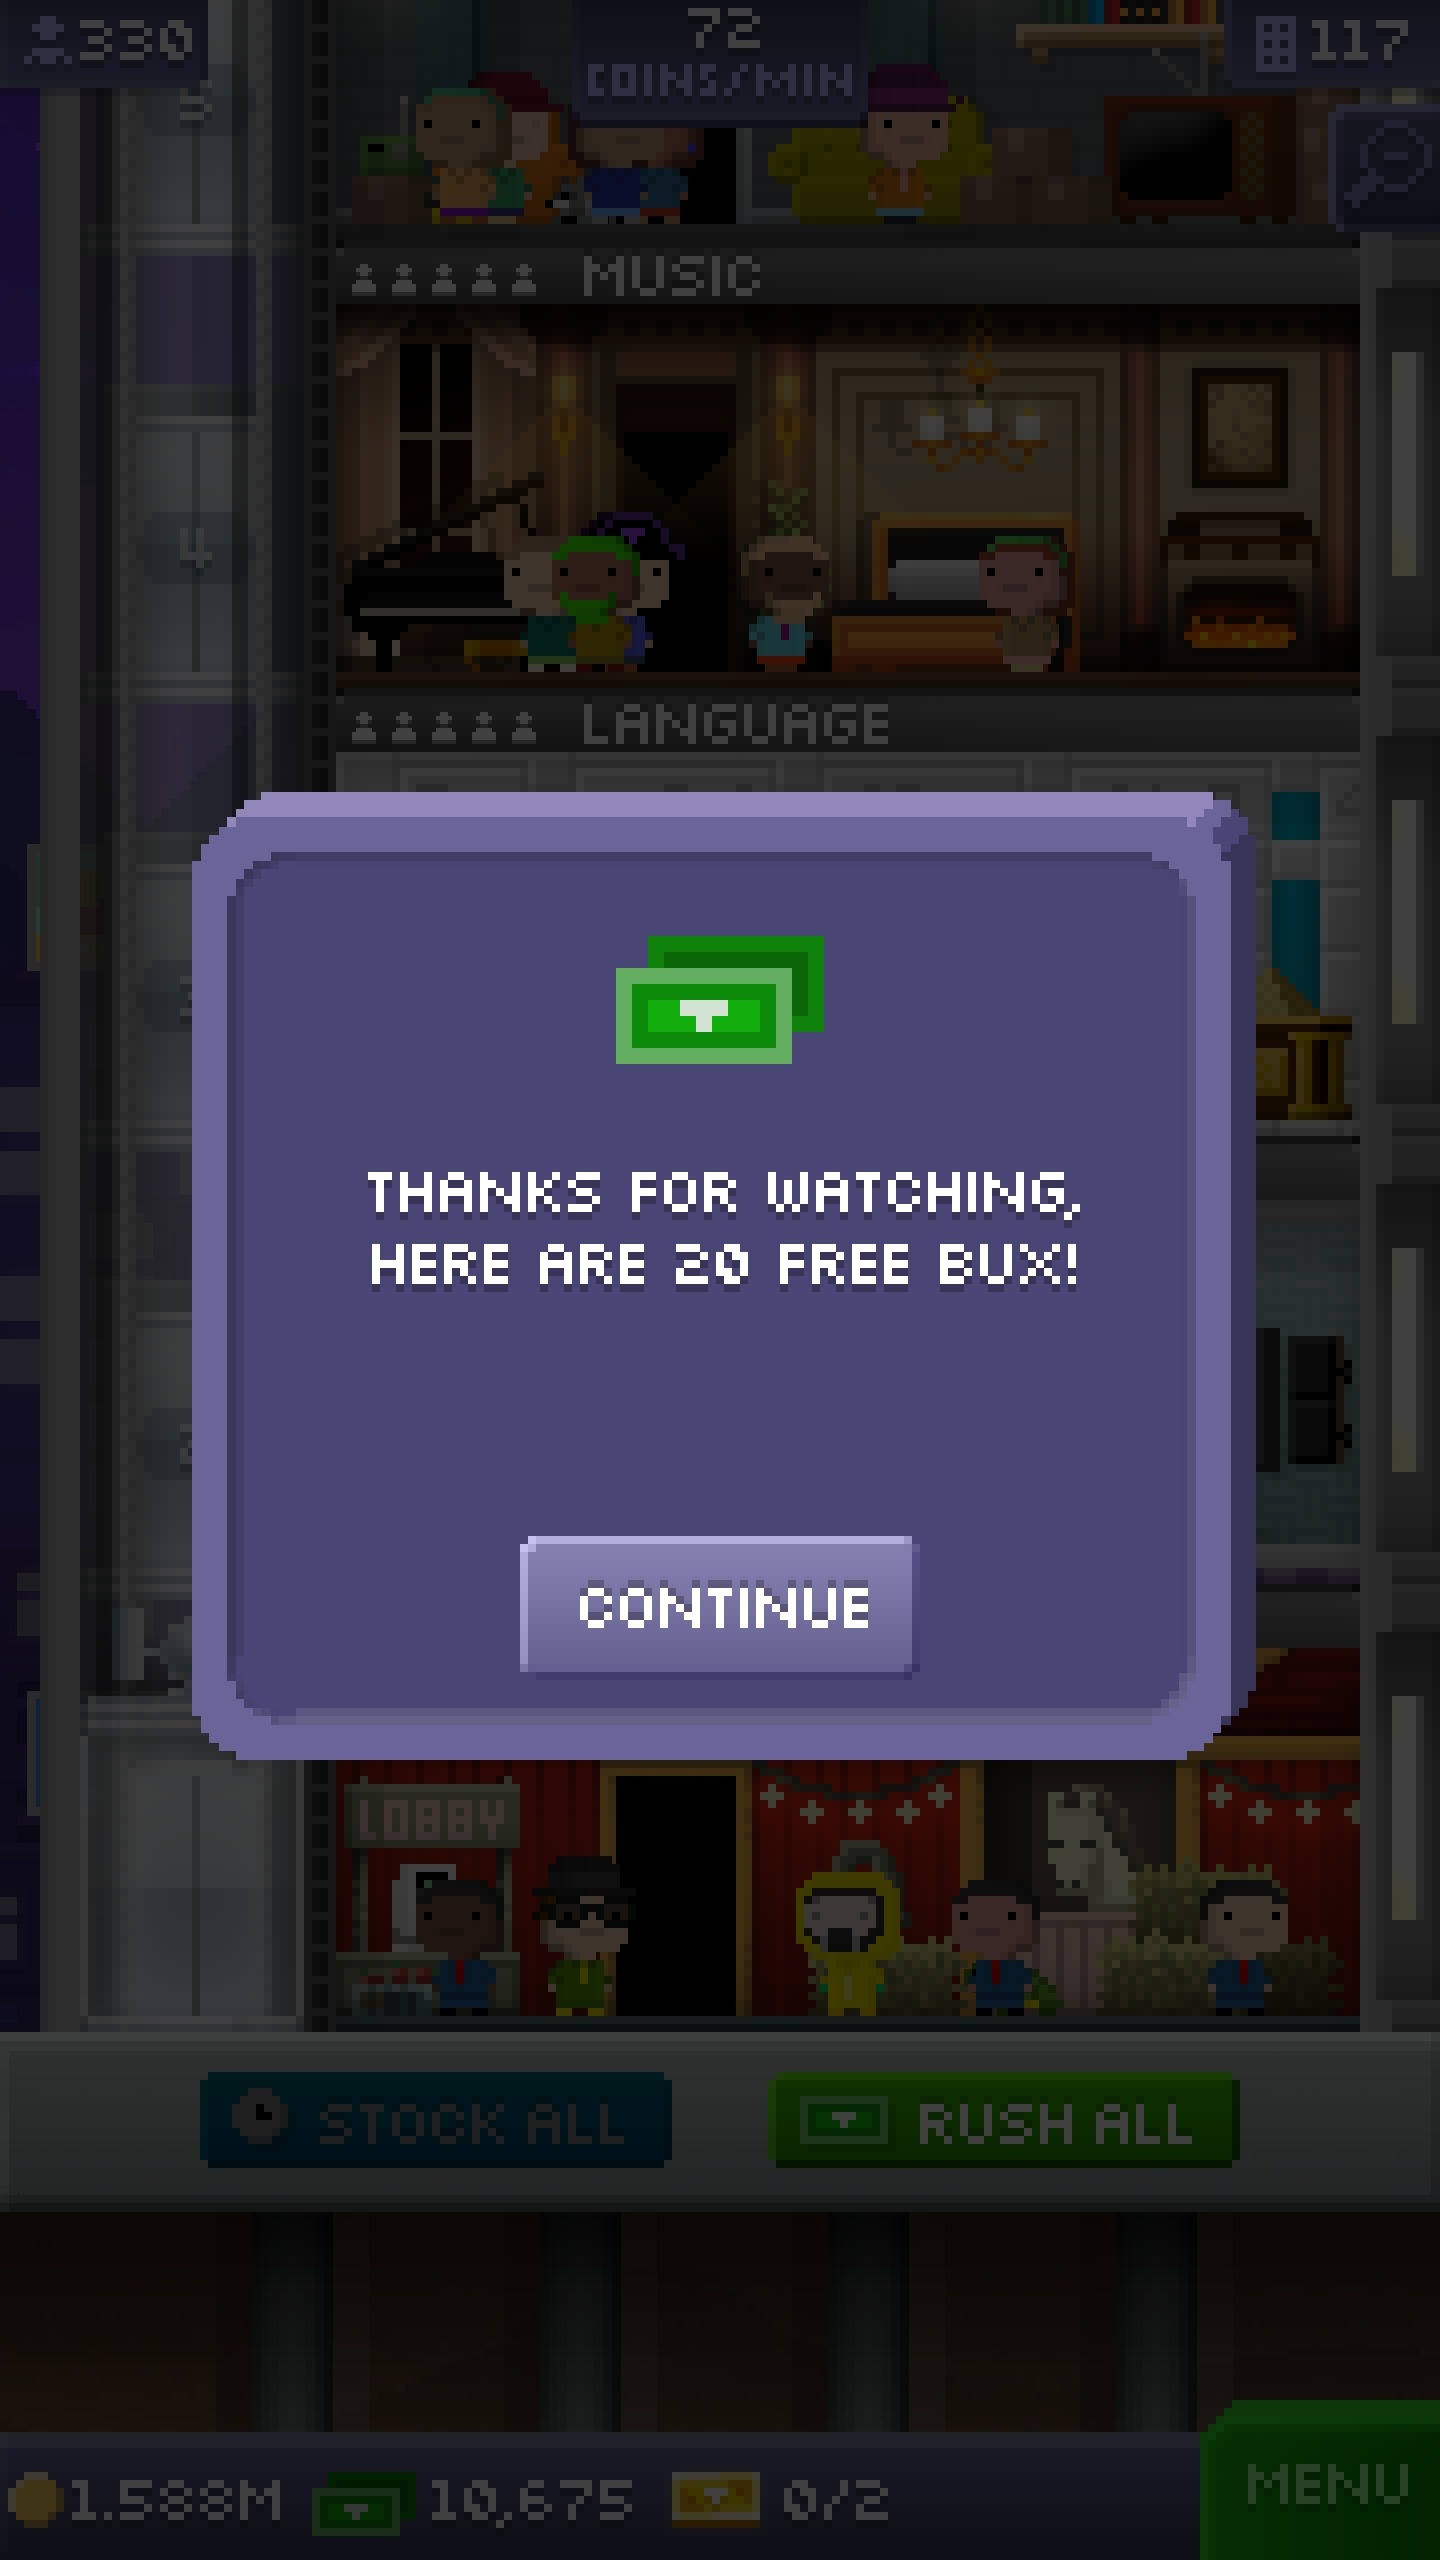 330
72
COINS/MIN
117
5
MUSIC
4
LANGUAGE
THANKS FOR WATCHING,
HERE ARE 20 FREE BUX!
CONTINUE
LOBBY
STOCK ALL
RUSH ALL
1.588M
10,675
0/2
MENU